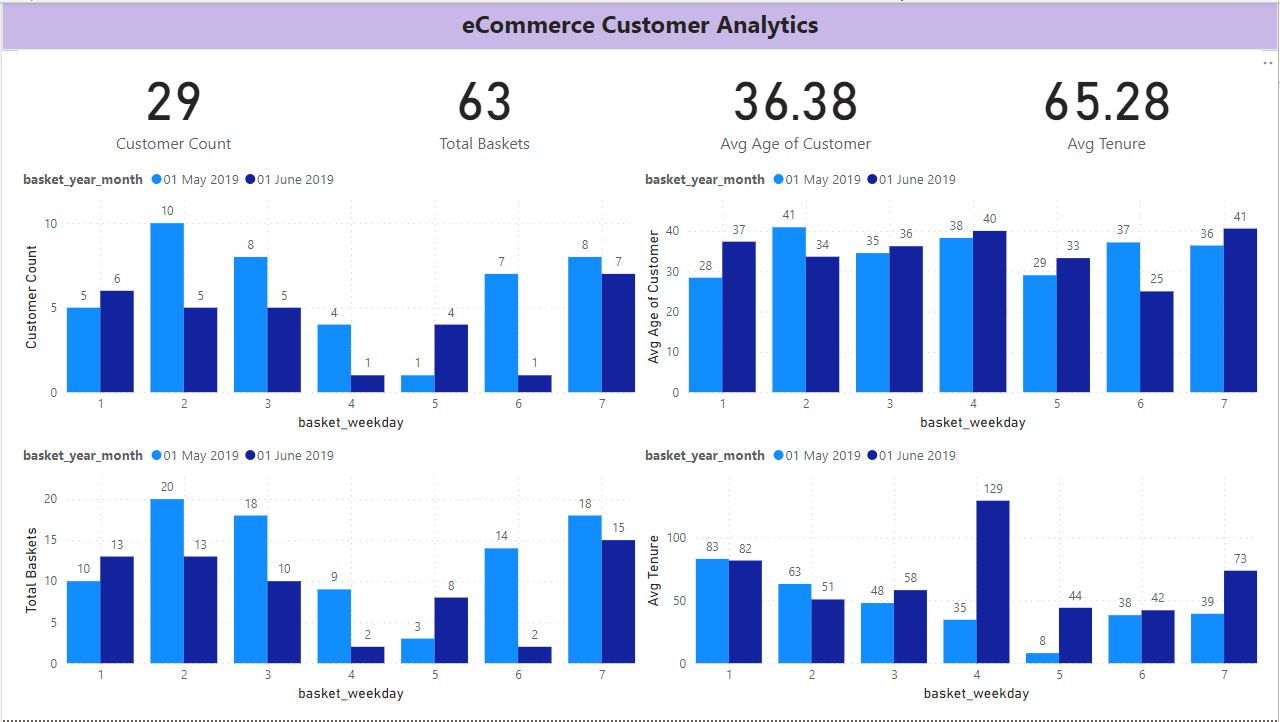 eCommerce Customer Analytics
29
Customer Count
63
Total Baskets
36.38
Avg Age of Customer
65.28
Avg Tenure
basket_year_month 01 May 2019 01 June 2019
Customer Count
10
5
0
5 6 10 5 8 5 4 1 1 4 7 1 8 7
1 2 3 4 5 6 7
basket_weekday
basket_year_month 01 May 2019 01 June 2019
Avg Age of Customer
40
30
20
10
0
28 37 41 34 35 36 38 40 29 33 37 25 36 41
1 2 3 4 5 6 7
basket_weekday
basket_year_month 01 May 2019 01 June 2019
Total Baskets
20
15
10
5
0
10 13 20 13 18 10 9 2 3 8 14 2 18 15
1 2 3 4 5 6 7
basket_weekday
basket_year_month 01 May 2019 01 June 2019
Avg Tenure
100
50
0
83 82 63 51 48 58 35 129 8 44 38 42 39 73
1 2 3 4 5 6 7
basket_weekday